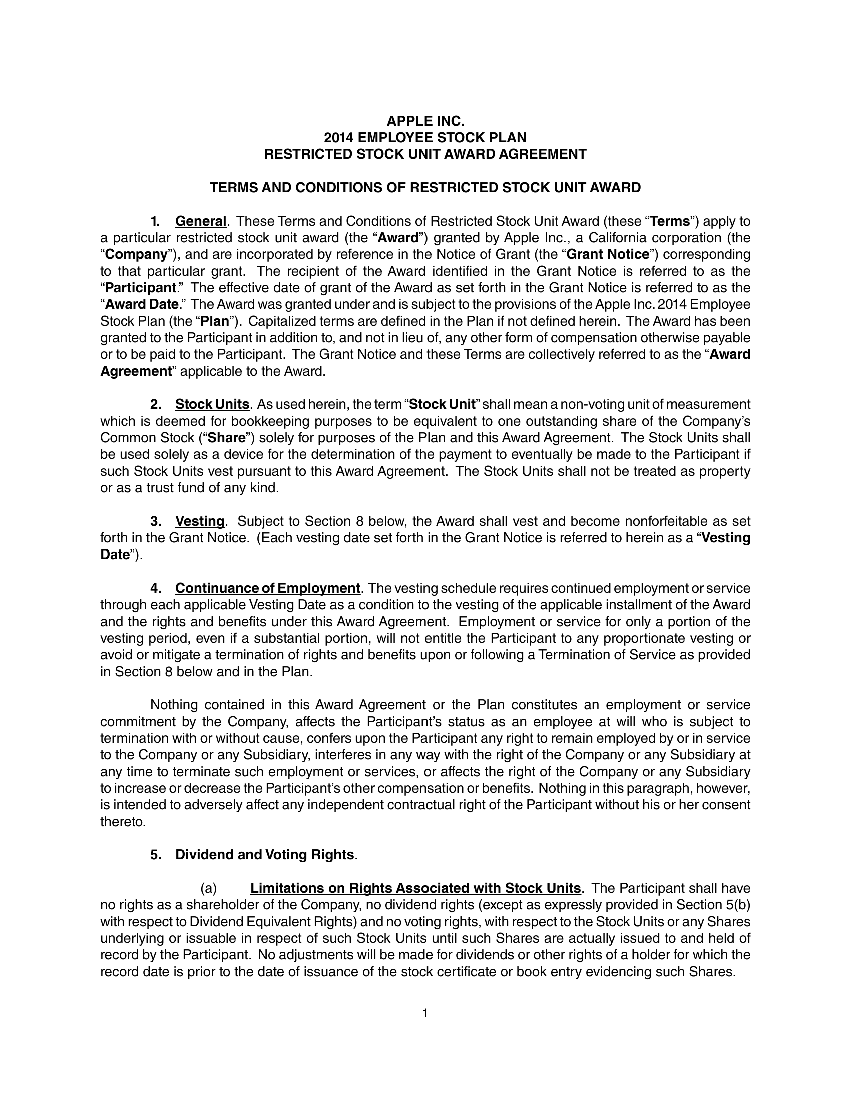 APPLE INC.
2014 EMPLOYEE STOCK PLAN
RESTRICTED STOCK UNIT AWARD AGREEMENT
TERMS AND CONDITIONS OF RESTRICTED STOCK UNIT AWARD
1. General. These Terms and Conditions of Restricted Stock Unit Award (these “Terms”) apply to
a particular restricted stock unit award (the “Award”) granted by Apple Inc., a California corporation (the
“Company”), and are incorporated by reference in the Notice of Grant (the “Grant Notice”) corresponding
to that particular grant. The recipient of the Award identified in the Grant Notice is referred to as the
“Participant.” The effective date of grant of the Award as set forth in the Grant Notice is referred to as the
“Award Date.” The Award was granted under and is subject to the provisions of the Apple Inc. 2014 Employee
Stock Plan (the “Plan”). Capitalized terms are defined in the Plan if not defined herein. The Award has been
granted to the Participant in addition to, and not in lieu of, any other form of compensation otherwise payable
or to be paid to the Participant. The Grant Notice and these Terms are collectively referred to as the “Award
Agreement” applicable to the Award.
2. Stock Units. As used herein, the term “Stock Unit” shall mean a non-voting unit of measurement
which is deemed for bookkeeping purposes to be equivalent to one outstanding share of the Company’s
Common Stock (“Share”) solely for purposes of the Plan and this Award Agreement. The Stock Units shall
be used solely as a device for the determination of the payment to eventually be made to the Participant if
such Stock Units vest pursuant to this Award Agreement. The Stock Units shall not be treated as property
or as a trust fund of any kind.
3. Vesting. Subject to Section 8 below, the Award shall vest and become nonforfeitable as set
forth in the Grant Notice. (Each vesting date set forth in the Grant Notice is referred to herein as a “Vesting
Date”).
4. Continuance of Employment. The vesting schedule requires continued employment or service
through each applicable Vesting Date as a condition to the vesting of the applicable installment of the Award
and the rights and benefits under this Award Agreement. Employment or service for only a portion of the
vesting period, even if a substantial portion, will not entitle the Participant to any proportionate vesting or
avoid or mitigate a termination of rights and benefits upon or following a Termination of Service as provided
in Section 8 below and in the Plan.
Nothing contained in this Award Agreement or the Plan constitutes an employment or service
commitment by the Company, affects the Participant’s status as an employee at will who is subject to
termination with or without cause, confers upon the Participant any right to remain employed by or in service
to the Company or any Subsidiary, interferes in any way with the right of the Company or any Subsidiary at
any time to terminate such employment or services, or affects the right of the Company or any Subsidiary
to increase or decrease the Participant’s other compensation or benefits. Nothing in this paragraph, however,
is intended to adversely affect any independent contractual right of the Participant without his or her consent
thereto.
5. Dividend and Voting Rights.
(a) Limitations on Rights Associated with Stock Units. The Participant shall have
no rights as a shareholder of the Company, no dividend rights (except as expressly provided in Section 5(b)
with respect to Dividend Equivalent Rights) and no voting rights, with respect to the Stock Units or any Shares
underlying or issuable in respect of such Stock Units until such Shares are actually issued to and held of
record by the Participant. No adjustments will be made for dividends or other rights of a holder for which the
record date is prior to the date of issuance of the stock certificate or book entry evidencing such Shares.
1